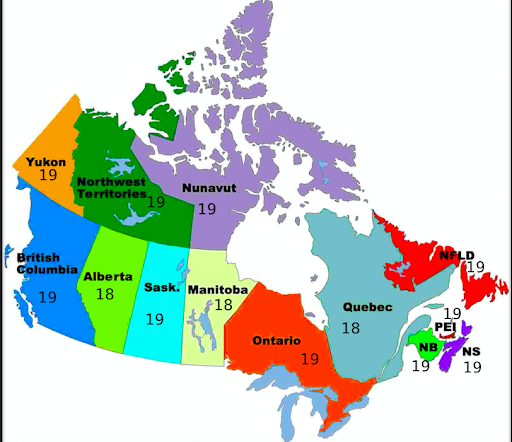 Yukon
19
Northwest
Territories
19
Nunavut
19
British
Columbia
19
Alberta
18
Sask.
19
Manitoba
18
Ontario
19
Quebec
18
NFLD
19
19
PEI
NB
19
NS
19